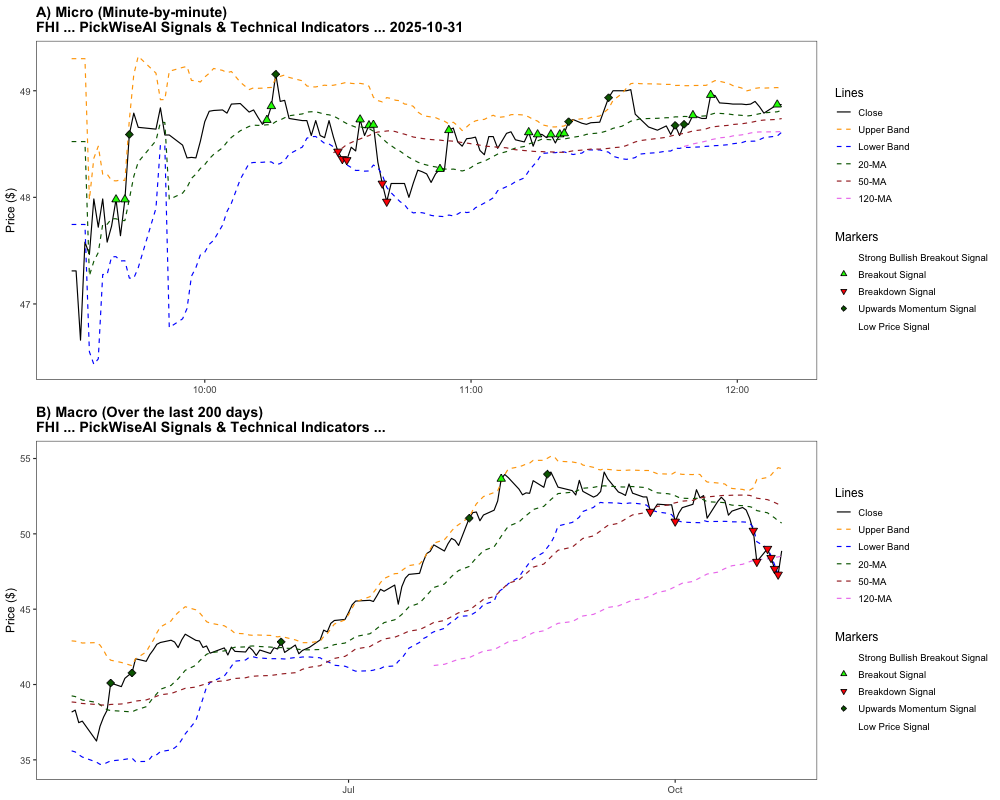 A) Micro (Minute-by-minute)
FHI ... PickWiseAI Signals & Technical Indicators ... 2025-10-31
Price ($)
49
48
47
10:00
11:00
12:00
Lines
Close
Upper Band
Lower Band
20-MA
50-MA
120-MA
Markers
Strong Bullish Breakout Signal
Breakout Signal
Breakdown Signal
Upwards Momentum Signal
Low Price Signal
B) Macro (Over the last 200 days)
FHI ... PickWiseAI Signals & Technical Indicators ...
Price ($)
55
50
45
40
35
Jul
Oct
Lines
Close
Upper Band
Lower Band
20-MA
50-MA
120-MA
Markers
Strong Bullish Breakout Signal
Breakout Signal
Breakdown Signal
Upwards Momentum Signal
Low Price Signal